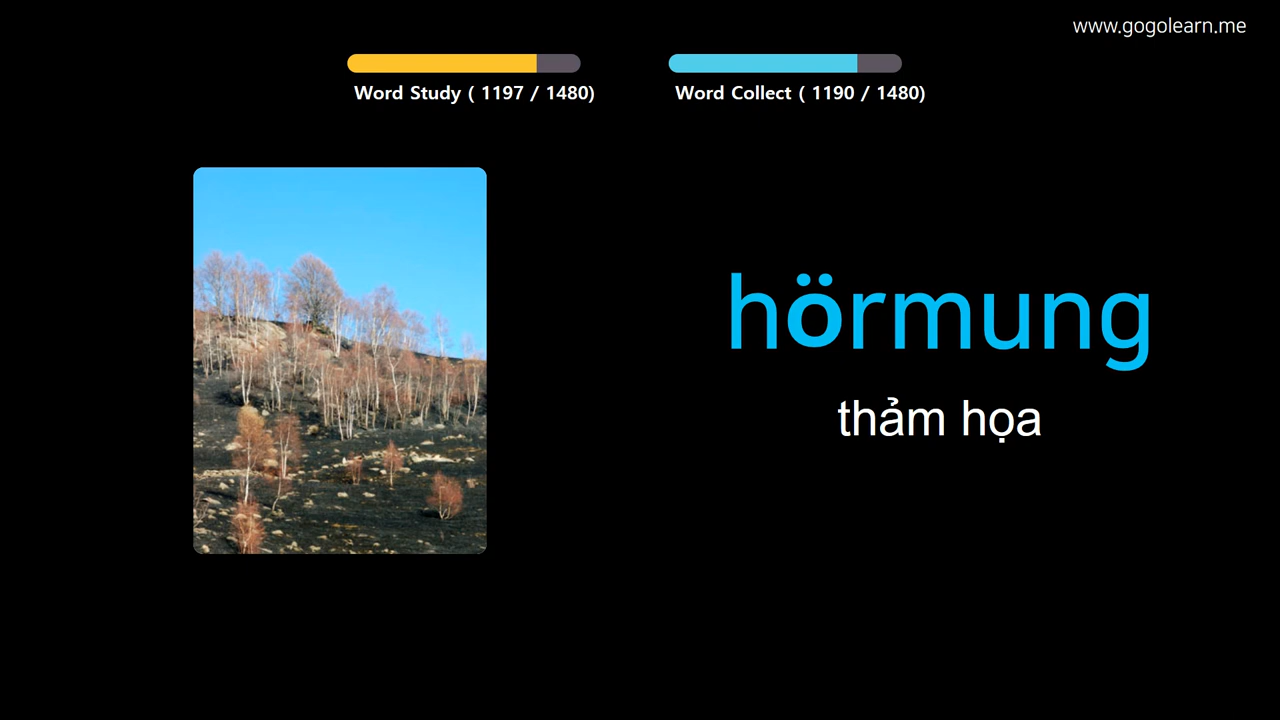 www.gogolearn.me
Word Study ( 1197 / 1480)
Word Collect ( 1190 / 1480)
hörmung
thảm họa